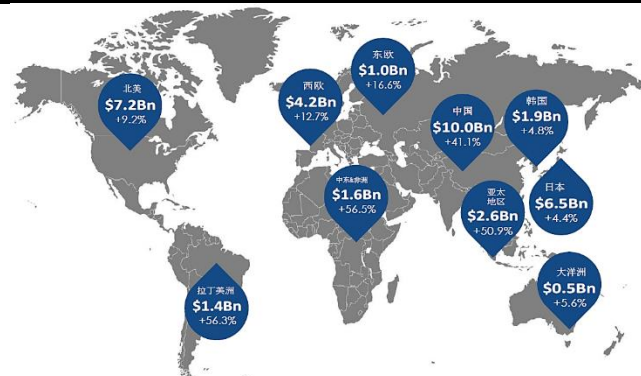 东欧
$1.0Bn
+16.6%
北美
$7.2Bn
+9.2%
西欧
$4.2Bn
+12.7%
中国
$10.0Bn
+41.1%
韩国
$1.9Bn
+4.8%
中东&非洲
$1.6Bn
+56.5%
亚太
地区
$2.6Bn
+50.9%
日本
$6.5Bn
+4.4%
拉丁美洲
$1.4Bn
+56.3%
大洋洲
$0.5Bn
+5.6%